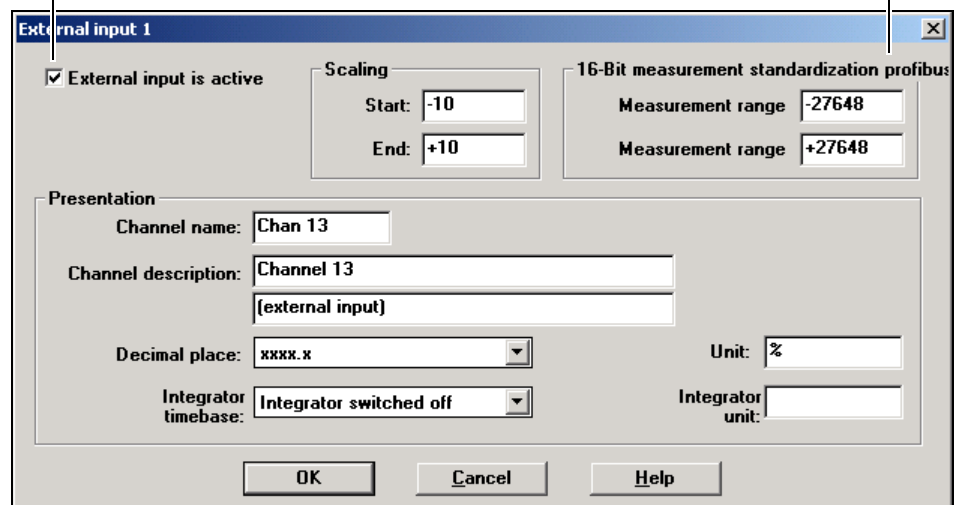 External input 1
External input is active
Scaling
Start: -10
End: +10
16-Bit measurement standardization profibus
Measurement range -27648
Measurement range +27648
Presentation
Channel name: Chan 13
Channel description: Channel 13
(external input)
Decimal place: xxxx.x
Unit: %
Integrator timebase: Integrator switched off
Integrator unit:
OK
Cancel
Help